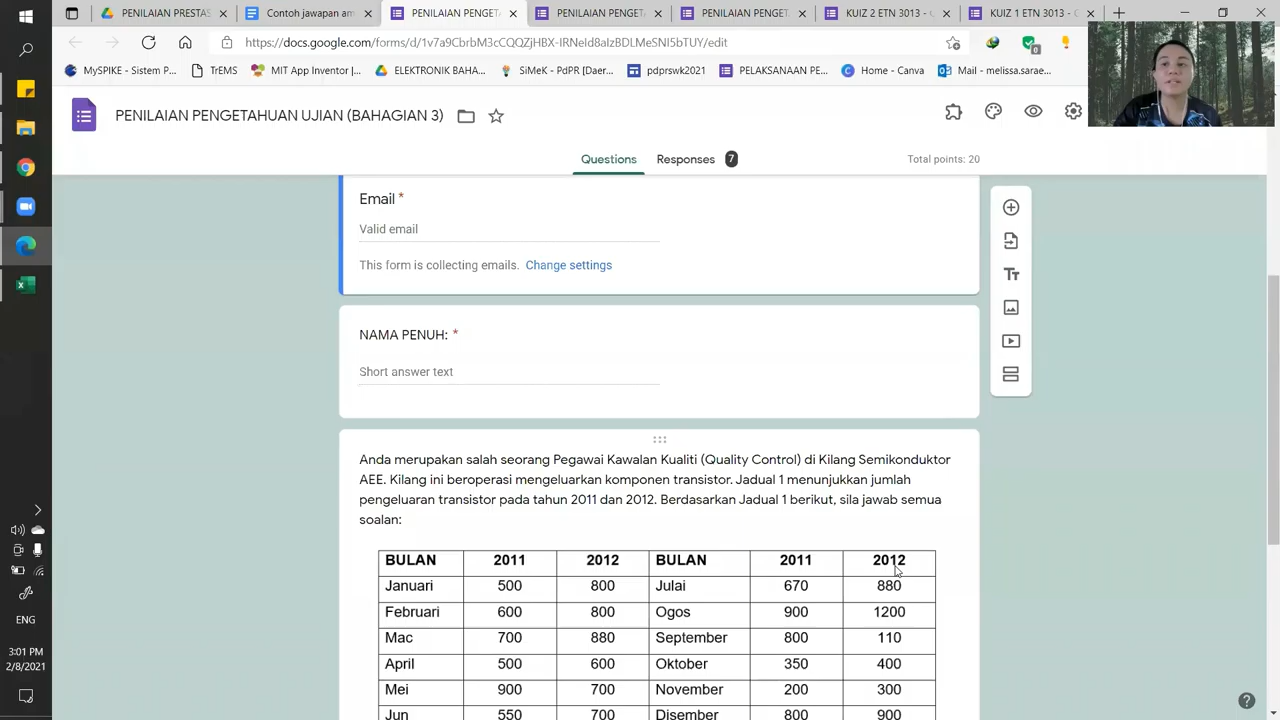 PENILAIAN PRESTAS
Contoh jawapan am
PENILAIAN PENGETA
PENILAIAN PENGET.
PENILAIAN PENGET.
KUIZ 2 ETN 3013 - G
KUIZ 1 ETN 3013 - G
https://docs.google.com/forms/d/1v7a9CbrbM3cCQQZjHBX-IRNeId8alzBDLMeSNI5bTUY/edit
MySPIKE - Sistem P...
TrEMS
MIT App Inventor |...
ELEKTRONIK BAHA...
SiMeK - PdPR [Daer...
pdprswk2021
PELAKSANAAN PE...
Home - Canva
Mail - melissa.sarae...
PENILAIAN PENGETAHUAN UJIAN (BAHAGIAN 3)
Questions
Responses 7
Total points: 20
Email *
Valid email
This form is collecting emails. Change settings
NAMA PENUH: *
Short answer text
Anda merupakan salah seorang Pegawai Kawalan Kualiti (Quality Control) di Kilang Semikonduktor
AEE. Kilang ini beroperasi mengeluarkan komponen transistor. Jadual 1 menunjukkan jumlah
pengeluaran transistor pada tahun 2011 dan 2012. Berdasarkan Jadual 1 berikut, sila jawab semua
soalan:
BULAN 2011 2012 BULAN 2011 2012
Januari 500 800 Julai 670 880
Februari 600 800 Ogos 900 1200
Mac 700 880 September 800 110
April 500 600 Oktober 350 400
Mei 900 700 November 200 300
Jun 550 700 Disember 800 900
ENG
3:01 PM
2/8/2021